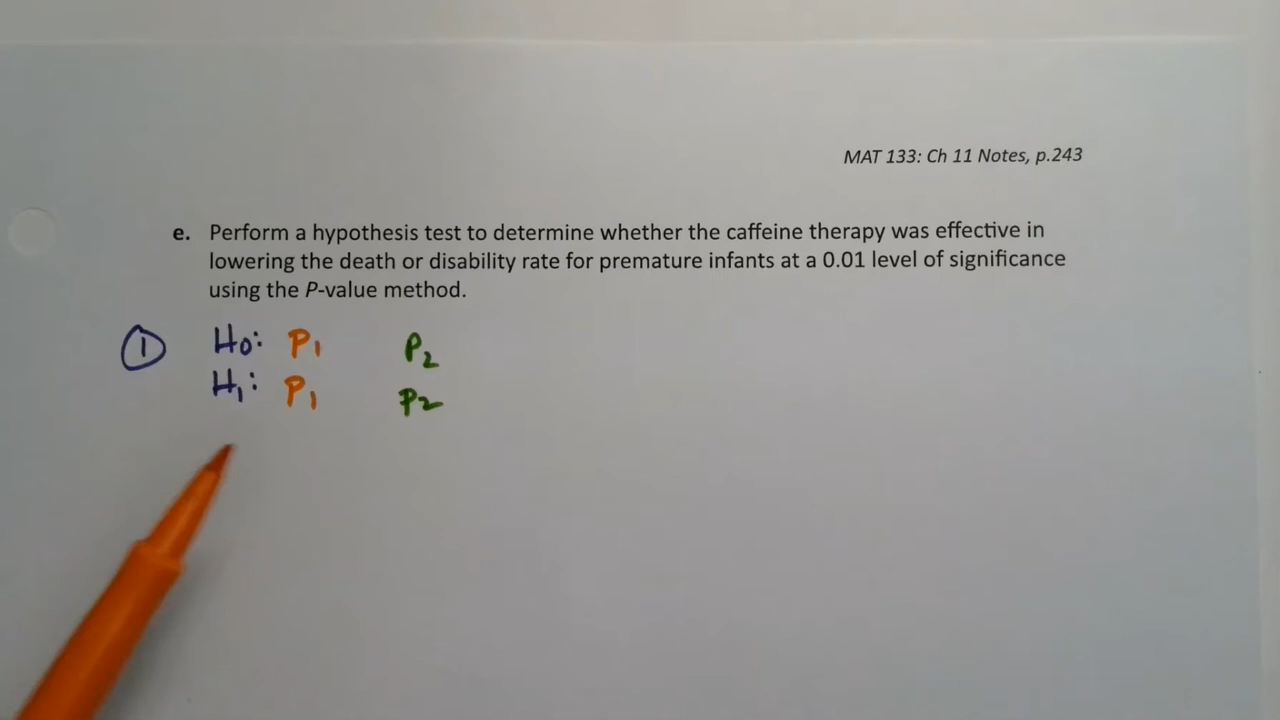 MAT 133: Ch 11 Notes, p.243
e. Perform a hypothesis test to determine whether the caffeine therapy was effective in
lowering the death or disability rate for premature infants at a 0.01 level of significance
using the P-value method.
① H₀: P₁ P₂
H₁: P₁ P₂